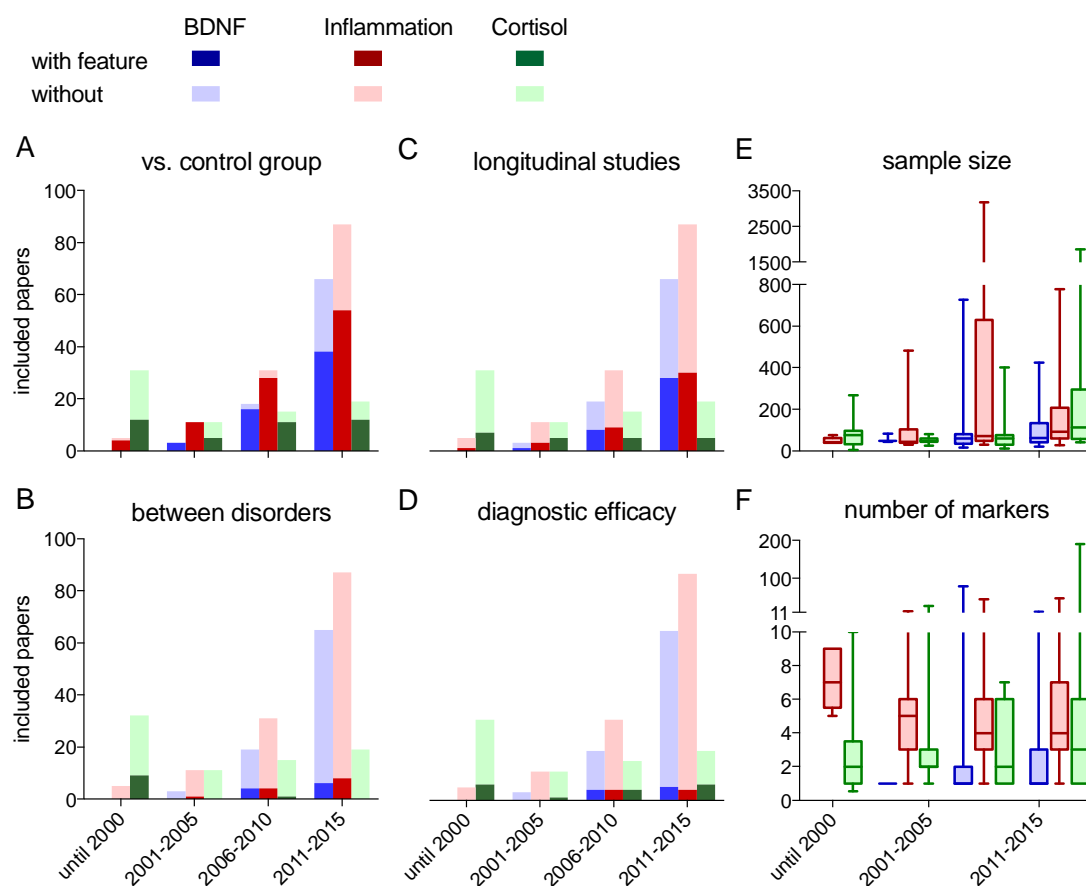 BDNF Inflammation Cortisol
with feature
without
A
vs. control group
100
80
60
40
20
0
included papers
C
longitudinal studies
E
sample size
3500
2500
1500
800
600
400
200
0
B
between disorders
100
80
60
40
20
0
included papers
until 2000
2001-2005
2006-2010
2011-2015
D
diagnostic efficacy
until 2000
2001-2005
2006-2010
2011-2015
F
number of markers
200
100
11
10
8
6
4
2
0
until 2000
2001-2005
2011-2015